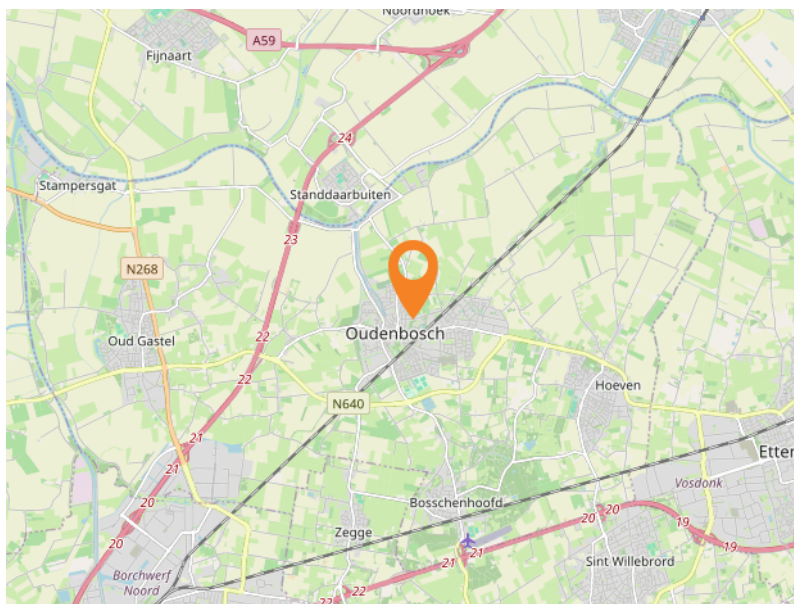 Noordhoek
A59
Fijnaart
24
Stampersgat
Standdaarbuiten
23
N268
Oudenbosch
22
Oud Gastel
22
Hoeven
N640
21
Etten
21
Vosdonk
20
Bosschenhoofd
20
20
19
Zegge
20
19
21
21
Sint Willebrord
Borchwerf
Noord
22
22